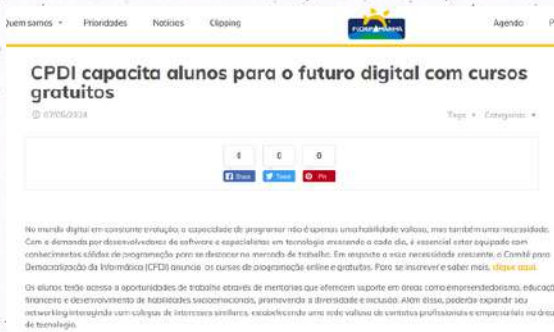 Quem somos Prioridades Notícias Clipping FLORIPAMANHÃ Agenda
CPDI capacita alunos para o futuro digital com cursos
gratuitos
07/05/2024 Tags Categorias
0 0 0
Share Tweet Pin
No mundo digital em constante evolução, a capacidade de programar não é apenas uma habilidade valiosa, mas também uma necessidade.
Com a demanda por desenvolvedores de software e especialistas em tecnologia crescendo a cada dia, é essencial estar equipado com
conhecimentos sólidos de programação para se destacar no mercado de trabalho. Em resposta a essa necessidade crescente, o Comitê para
Democratização da Informática (CPDI) anuncia os cursos de programação online e gratuitos. Para se inscrever e saber mais, clique aqui.
Os alunos terão acesso a oportunidades de trabalho através de mentorias que oferecem suporte em áreas como empreendedorismo, educaçã
financeira e desenvolvimento de habilidades socioemocionais, promovendo a diversidade e inclusão. Além disso, poderão expandir seu
networking interagindo com colegas de interesses similares, estabelecendo uma rede valiosa de contatos profissionais e empresariais na área
de tecnologia.